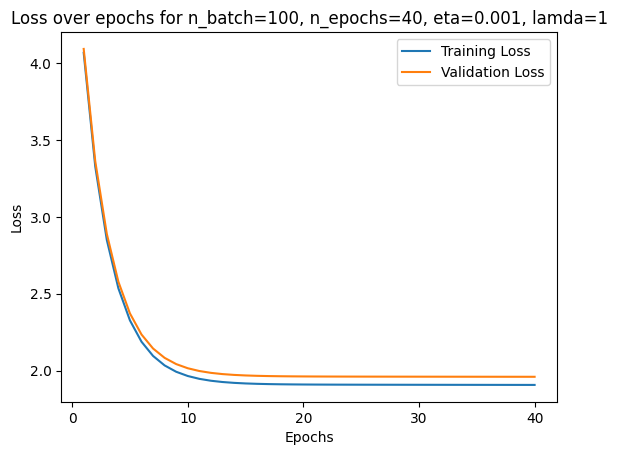 Loss over epochs for n_batch=100, n_epochs=40, eta=0.001, lamda=1
Training Loss
Validation Loss
4.0
3.5
3.0
2.5
2.0
Loss
0
10
20
30
40
Epochs